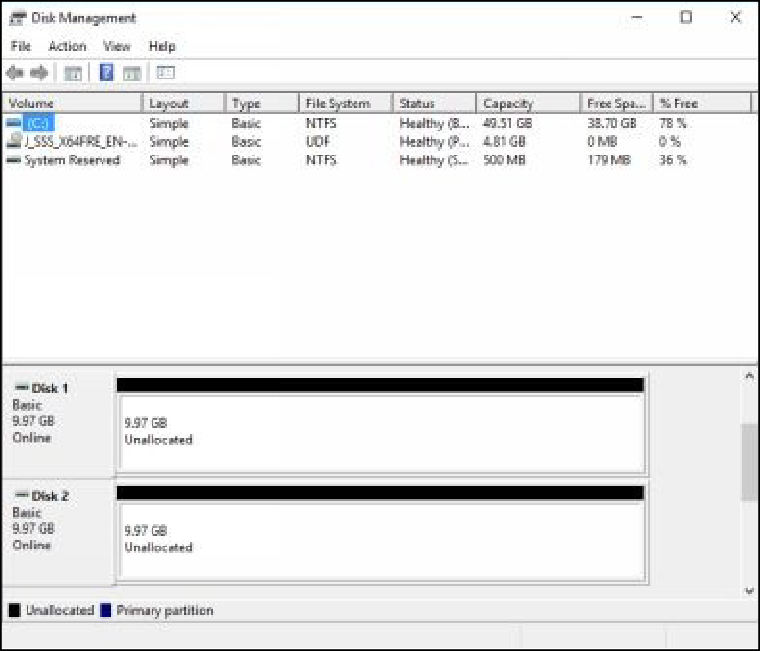 Disk Management
File Action View Help
Volume Layout Type File System Status Capacity Free Spa... % Free
(C:) Simple Basic NTFS Healthy (B... 49.51 GB 38.70 GB 78 %
J_SSS_X64FRE_EN-... Simple Basic UDF Healthy (P... 4.81 GB 0 MB 0 %
System Reserved Simple Basic NTFS Healthy (S... 500 MB 179 MB 36 %
Disk 1
Basic
9.97 GB
Online
9.97 GB
Unallocated
Disk 2
Basic
9.97 GB
Online
9.97 GB
Unallocated
Unallocated Primary partition